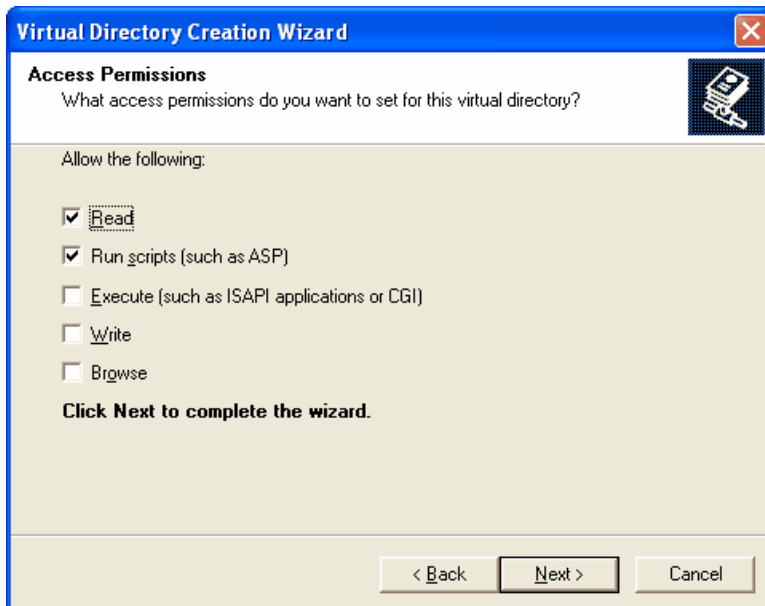 Virtual Directory Creation Wizard
Access Permissions
What access permissions do you want to set for this virtual directory?
Allow the following:
Read
Run scripts (such as ASP)
Execute (such as ISAPI applications or CGI)
Write
Browse
Click Next to complete the wizard.
< Back Next > Cancel